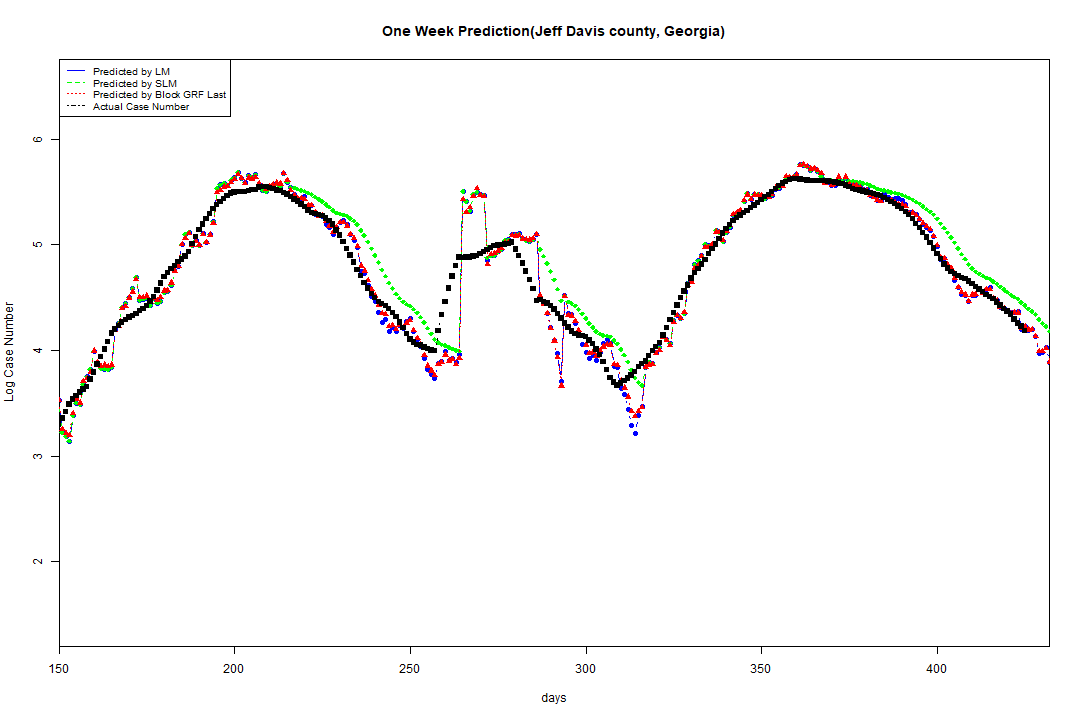 One Week Prediction(Jeff Davis county, Georgia)
Predicted by LM
Predicted by SLM
Predicted by Block GRF Last
Actual Case Number
6
5
4
3
2
Log Case Number
150 200 250 300 350 400
days